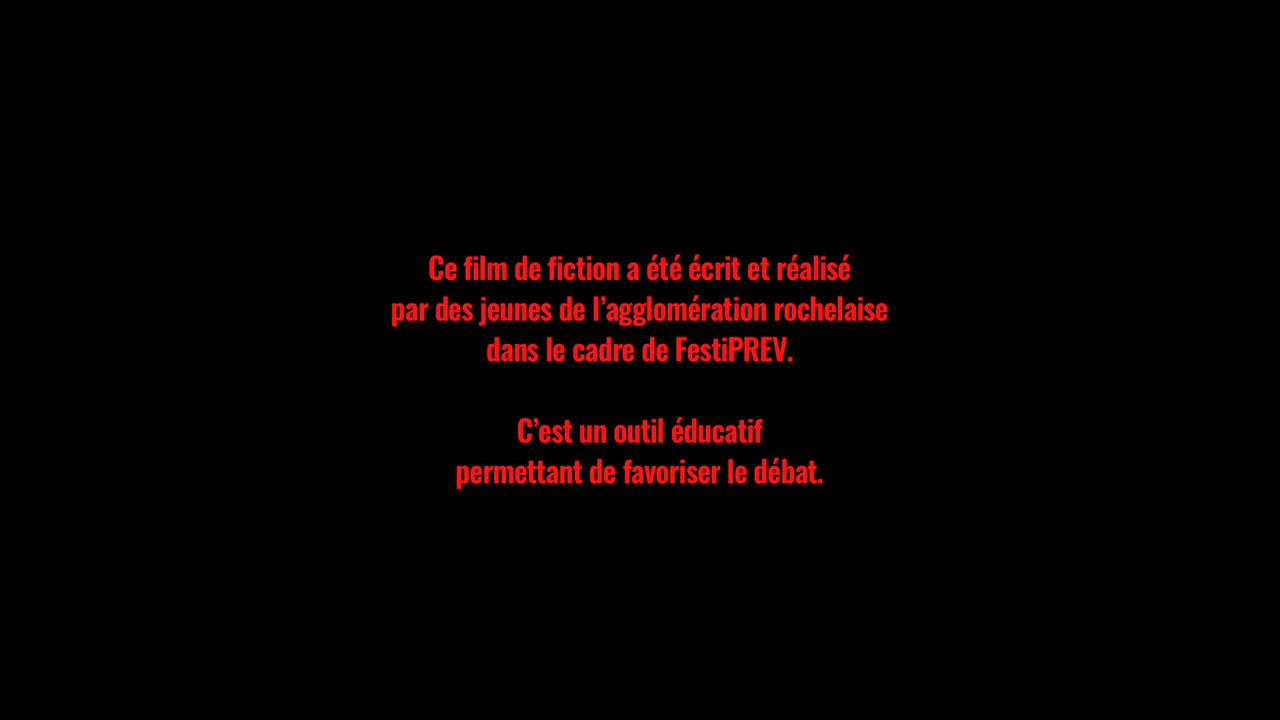 Ce film de fiction a été écrit et réalisé
par des jeunes de l’agglomération rochelaise
dans le cadre de FestiPREV.
C’est un outil éducatif
permettant de favoriser le débat.